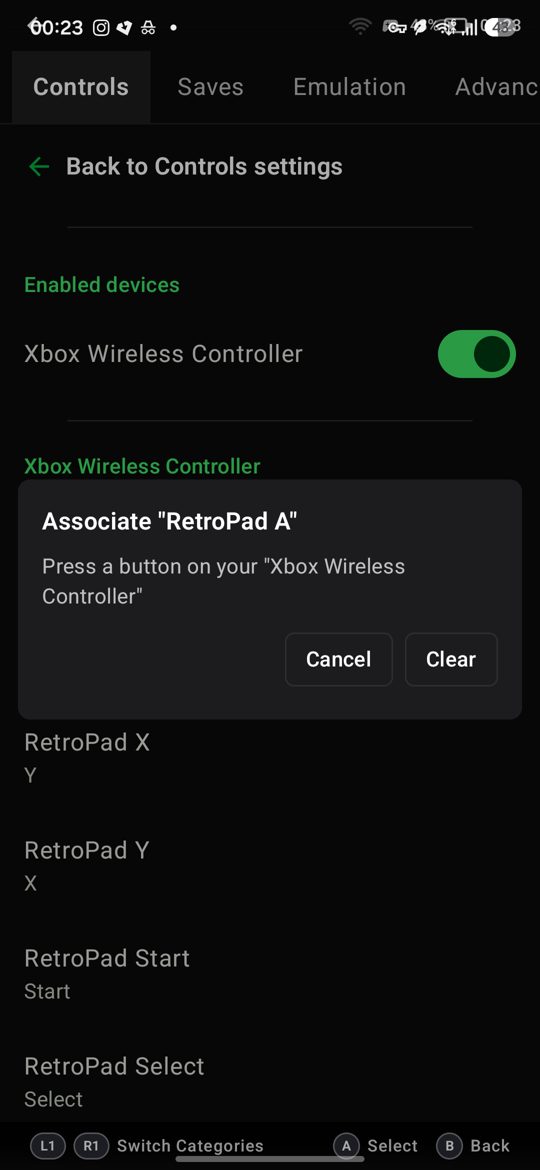 00:23
Controls Saves Emulation Advanc
Back to Controls settings
Enabled devices
Xbox Wireless Controller
Xbox Wireless Controller
Associate "RetroPad A"
Press a button on your "Xbox Wireless
Controller"
Cancel Clear
RetroPad X
Y
RetroPad Y
X
RetroPad Start
Start
RetroPad Select
Select
L1 R1 Switch Categories A Select B Back